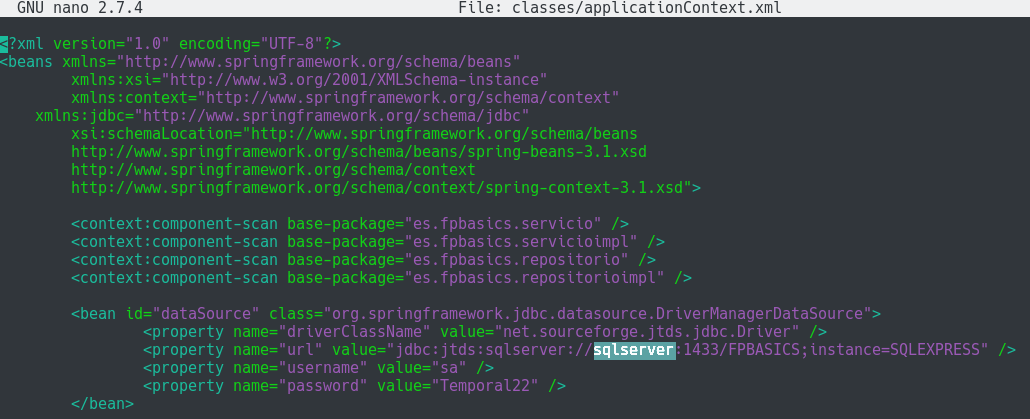 GNU nano 2.7.4 File: classes/applicationContext.xml
<?xml version="1.0" encoding="UTF-8"?>
<beans xmlns="http://www.springframework.org/schema/beans"
xmlns:xsi="http://www.w3.org/2001/XMLSchema-instance"
xmlns:context="http://www.springframework.org/schema/context"
xmlns:jdbc="http://www.springframework.org/schema/jdbc"
xsi:schemaLocation="http://www.springframework.org/schema/beans
http://www.springframework.org/schema/beans/spring-beans-3.1.xsd
http://www.springframework.org/schema/context
http://www.springframework.org/schema/context/spring-context-3.1.xsd">
<context:component-scan base-package="es.fpbasics.servicio" />
<context:component-scan base-package="es.fpbasics.servicioimpl" />
<context:component-scan base-package="es.fpbasics.repositorio" />
<context:component-scan base-package="es.fpbasics.repositorioimpl" />
<bean id="dataSource" class="org.springframework.jdbc.datasource.DriverManagerDataSource">
<property name="driverClassName" value="net.sourceforge.jtds.jdbc.Driver" />
<property name="url" value="jdbc:jtds:sqlserver://sqlserver:1433/FPBASICS;instance=SQLEXPRESS" />
<property name="username" value="sa" />
<property name="password" value="Temporal22" />
</bean>